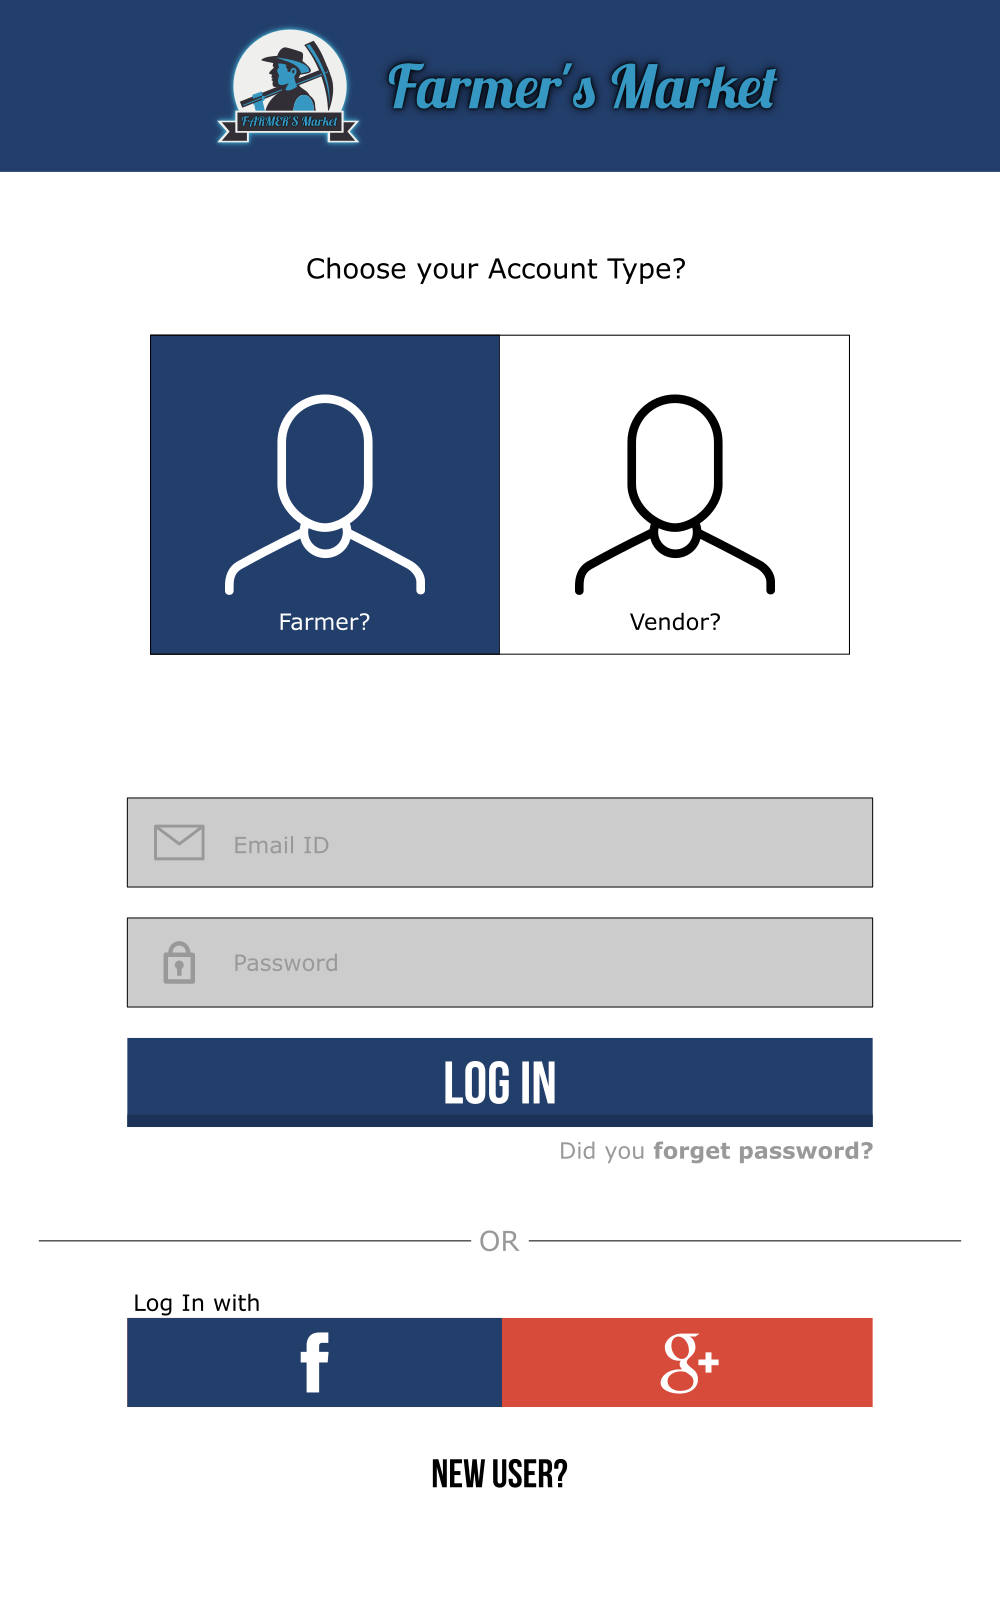 FARMER'S Market
Farmer's Market
Choose your Account Type?
Farmer?
Vendor?
Email ID
Password
LOG IN
Did you forget password?
OR
Log In with
f
g+
NEW USER?